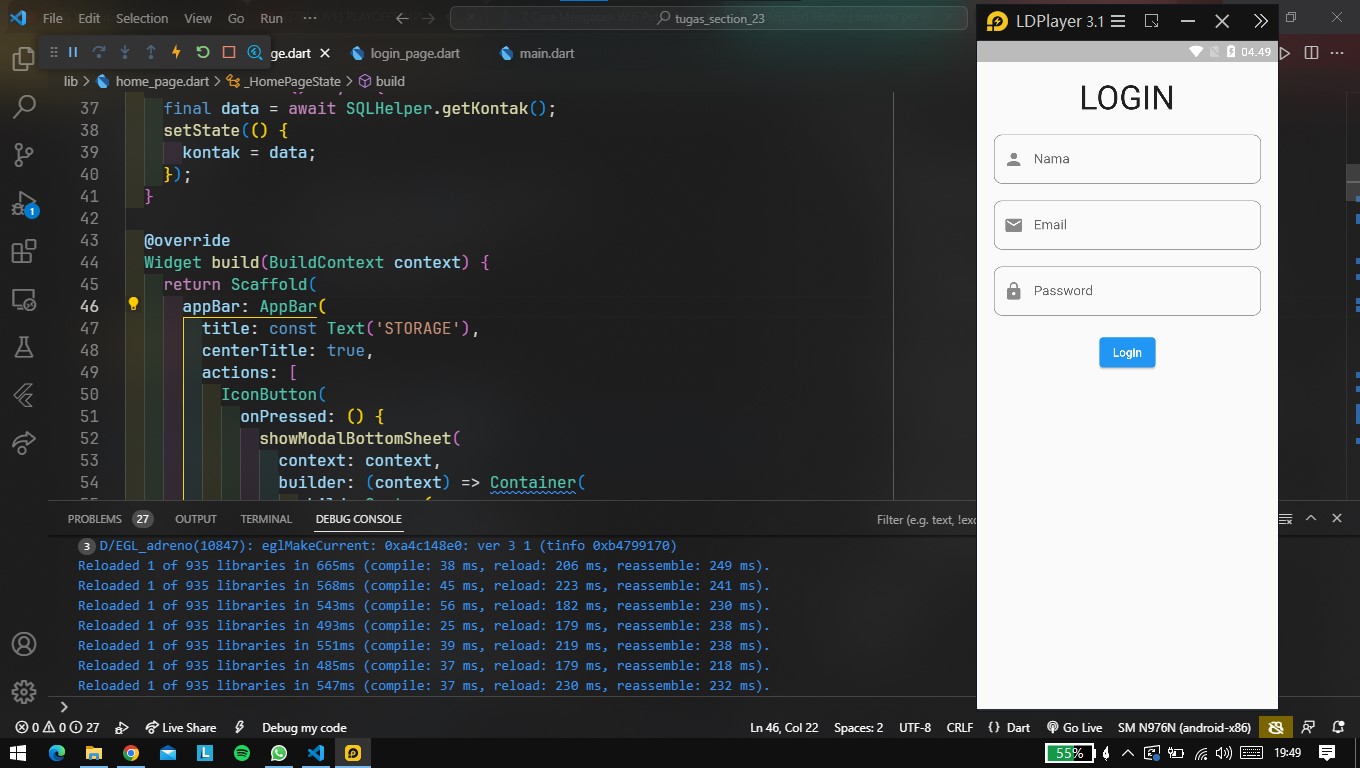 File Edit Selection View Go Run ···
tugas_section_23
LDPlayer 3.1
ge.dart
login_page.dart
main.dart
lib > home_page.dart > _HomePageState > build
37 final data = await SQLHelper.getKontak();
38 setState(() {
39 kontak = data;
40 });
41 }
42
43 @override
44 Widget build(BuildContext context) {
45 return Scaffold(
46 appBar: AppBar(
47 title: const Text('STORAGE'),
48 centerTitle: true,
49 actions: [
50 IconButton(
51 onPressed: () {
52 showModalBottomSheet(
53 context: context,
54 builder: (context) => Container(
04.49
LOGIN
Nama
Email
Password
LogIn
1
PROBLEMS 27 OUTPUT TERMINAL DEBUG CONSOLE
Filter (e.g. text, !exc
3 D/EGL_adreno(10847): eglMakeCurrent: 0xa4c148e0: ver 3 1 (tinfo 0xb4799170)
Reloaded 1 of 935 libraries in 665ms (compile: 38 ms, reload: 206 ms, reassemble: 249 ms).
Reloaded 1 of 935 libraries in 568ms (compile: 45 ms, reload: 223 ms, reassemble: 241 ms).
Reloaded 1 of 935 libraries in 543ms (compile: 56 ms, reload: 182 ms, reassemble: 230 ms).
Reloaded 1 of 935 libraries in 493ms (compile: 25 ms, reload: 179 ms, reassemble: 238 ms).
Reloaded 1 of 935 libraries in 551ms (compile: 39 ms, reload: 219 ms, reassemble: 238 ms).
Reloaded 1 of 935 libraries in 485ms (compile: 37 ms, reload: 179 ms, reassemble: 218 ms).
Reloaded 1 of 935 libraries in 547ms (compile: 37 ms, reload: 230 ms, reassemble: 232 ms).
>
0 0 27 Live Share Debug my code
Ln 46, Col 22 Spaces: 2 UTF-8 CRLF {} Dart Go Live SM N976N (android-x86)
L
55% 19:49